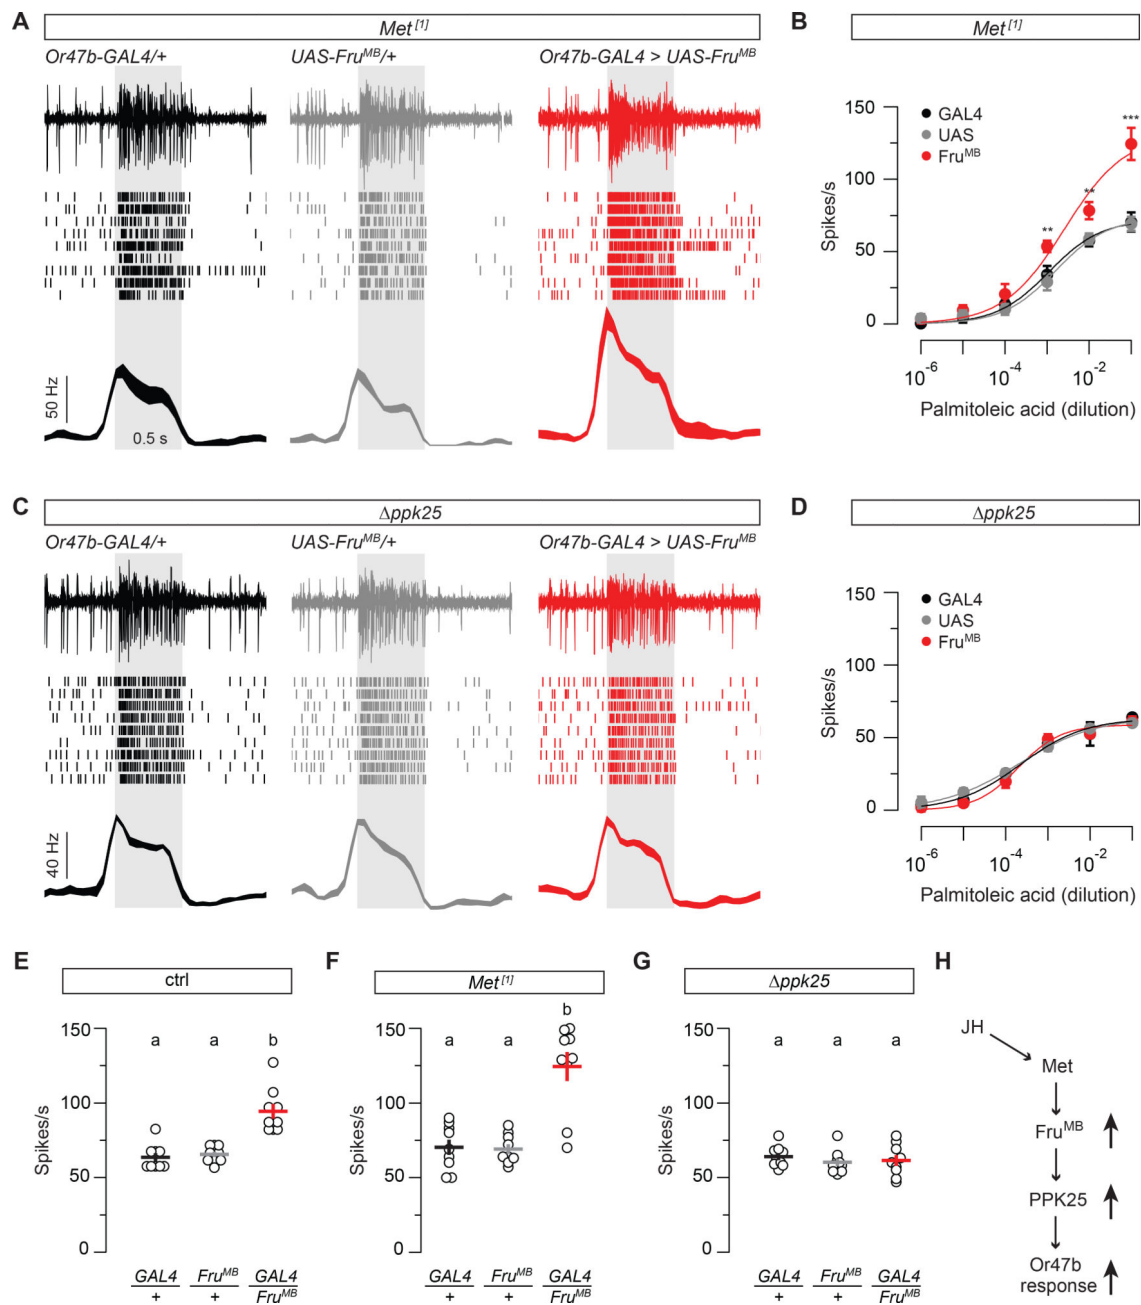 A
Met[1]
Or47b-GAL4/+
UAS-FruMB/+
Or47b-GAL4 > UAS-FruMB
50 Hz
0.5 s
B
Met[1]
150
100
50
0
Spikes/s
GAL4
UAS
FruMB
**
**
***
10-6
10-4
10-2
Palmitoleic acid (dilution)
C
Δppk25
Or47b-GAL4/+
UAS-FruMB/+
Or47b-GAL4 > UAS-FruMB
40 Hz
D
Δppk25
150
100
50
0
Spikes/s
GAL4
UAS
FruMB
10-6
10-4
10-2
Palmitoleic acid (dilution)
E
ctrl
150
100
50
0
Spikes/s
a
a
b
GAL4
+
FruMB
+
GAL4
FruMB
F
Met[1]
150
100
50
0
Spikes/s
a
a
b
GAL4
+
FruMB
+
GAL4
FruMB
G
Δppk25
150
100
50
0
Spikes/s
a
a
a
GAL4
+
FruMB
+
GAL4
FruMB
H
JH
Met
FruMB
PPK25
Or47b
response